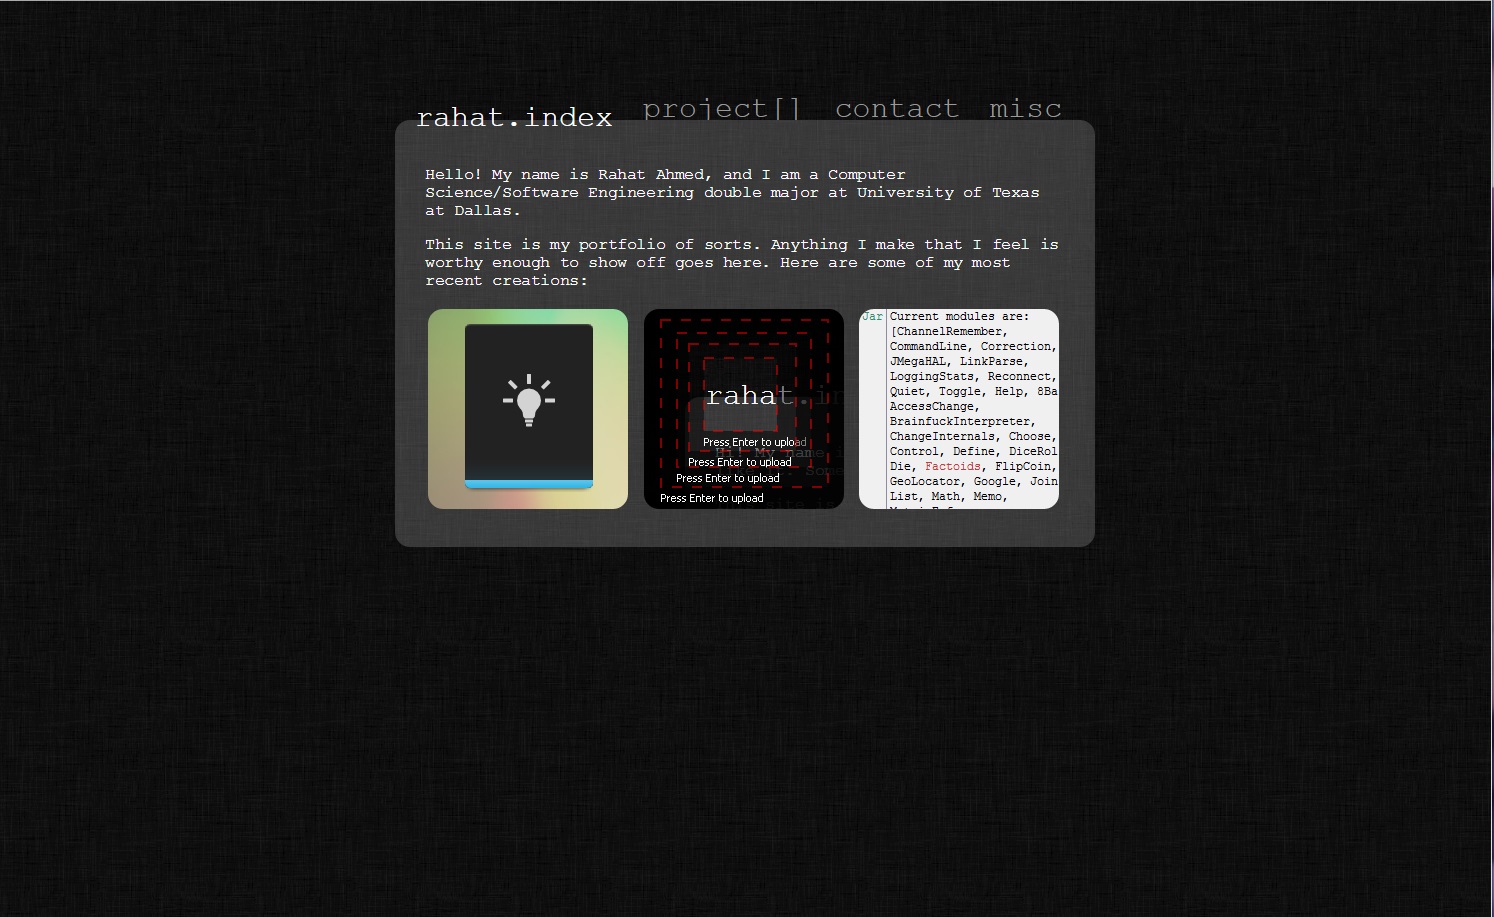 rahat.index project[] contact misc
Hello! My name is Rahat Ahmed, and I am a Computer
Science/Software Engineering double major at University of Texas
at Dallas.
This site is my portfolio of sorts. Anything I make that I feel is
worthy enough to show off goes here. Here are some of my most
recent creations:
rahat.in
Press Enter to upload
Hi! My name i
Press Enter to upload
Some
Press Enter to upload
Press Enter to upload
Jar Current modules are:
[ChannelRemember,
CommandLine, Correction,
JMegaHAL, LinkParse,
LoggingStats, Reconnect,
Quiet, Toggle, Help, 8Ba
AccessChange,
BrainfuckInterpreter,
ChangeInternals, Choose,
Control, Define, DiceRol
Die, Factoids, FlipCoin,
GeoLocator, Google, Join
List, Math, Memo,